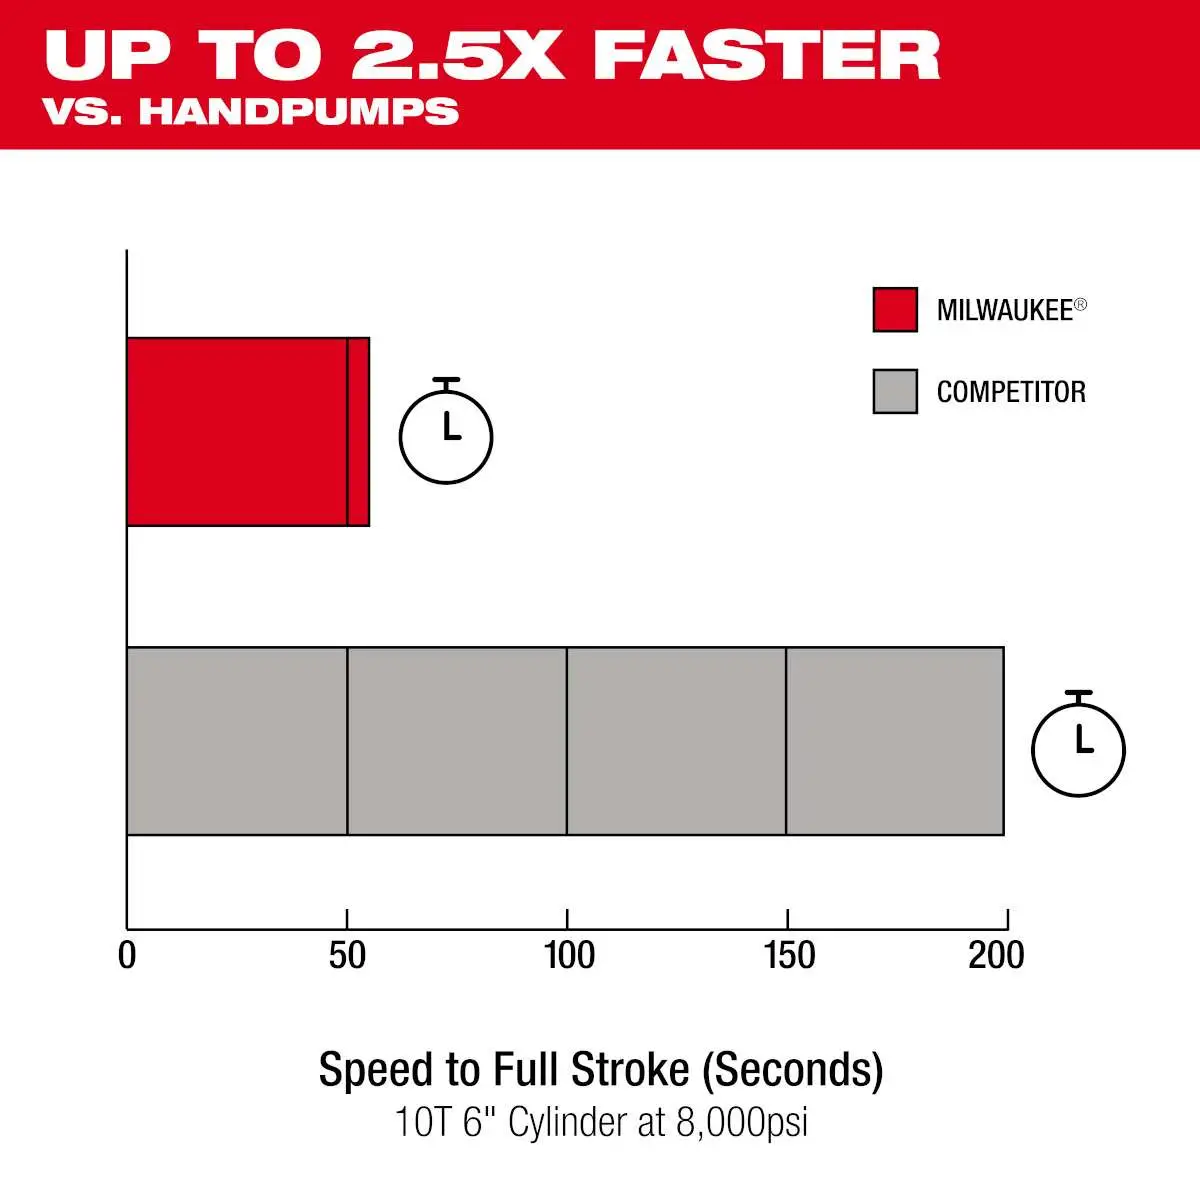 UP TO 2.5X FASTER
VS. HANDPUMPS
MILWAUKEE®
COMPETITOR
0 50 100 150 200
Speed to Full Stroke (Seconds)
10T 6" Cylinder at 8,000psi